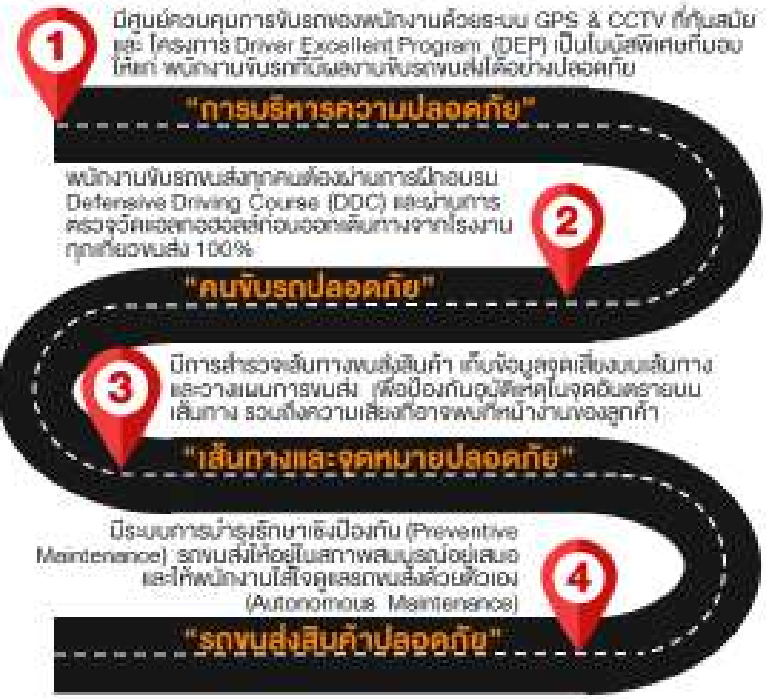 1
มีศูนย์ควบคุมการขับรถของพนักงานด้วยระบบ GPS & CCTV ที่ทันสมัย
และ โครงการ Driver Excellent Program (DEP) เป็นโบนัสพิเศษที่มอบ
ให้แก่ พนักงานขับรถที่มีผลงานขับรถขนส่งได้อย่างปลอดภัย
"การบริหารความปลอดภัย"
พนักงานขับรถขนส่งทุกคนต้องผ่านการฝึกอบรม
Defensive Driving Course (DDC) และผ่านการ
ตรวจวัดแอลกอฮอลล์ก่อนออกเดินทางจากโรงงาน
ทุกเที่ยวขนส่ง 100%
2
"คนขับรถปลอดภัย"
3
มีการสำรวจเส้นทางขนส่งสินค้า เก็บข้อมูลจุดเสี่ยงบนเส้นทาง
และวางแผนการขนส่ง เพื่อป้องกันอุบัติเหตุในจุดอันตรายบน
เส้นทาง รวมถึงความเสี่ยงที่อาจพบที่หน้างานของลูกค้า
"เส้นทางและจุดหมายปลอดภัย"
มีระบบการบำรุงรักษาเชิงป้องกัน (Preventive
Maintenance) รถขนส่งให้อยู่ในสภาพสมบูรณ์อยู่เสมอ
และให้พนักงานใส่ใจดูแลรถขนส่งด้วยตัวเอง
(Autonomous Maintenance)
4
"รถขนส่งสินค้าปลอดภัย"